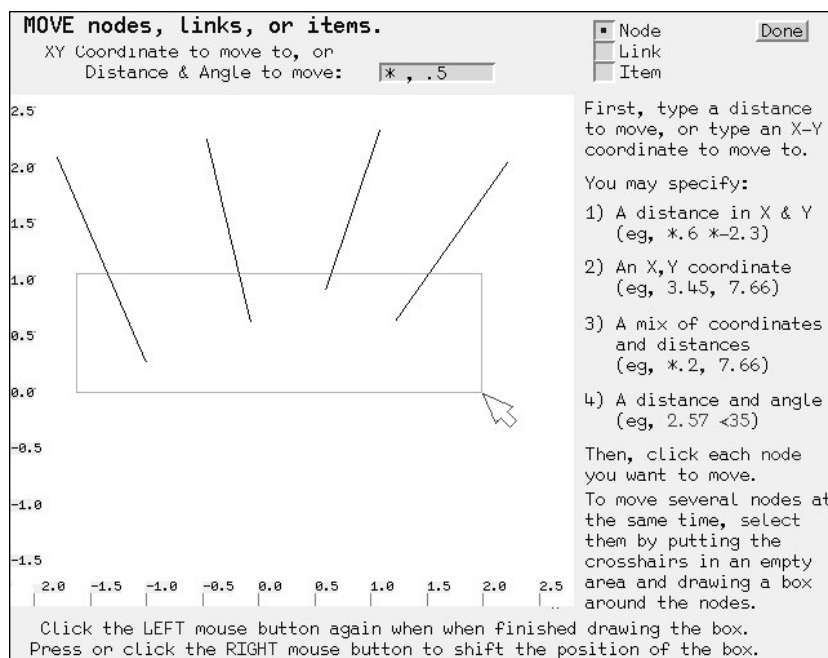 MOVE nodes, links, or items.
XY Coordinate to move to, or
Distance & Angle to move: * , .5
Node
Link
Item
Done
First, type a distance
to move, or type an X-Y
coordinate to move to.
You may specify:
1) A distance in X & Y
(eg, *.6 *-2.3)
2) An X,Y coordinate
(eg, 3.45, 7.66)
3) A mix of coordinates
and distances
(eg, *.2, 7.66)
4) A distance and angle
(eg, 2.57 <35)
Then, click each node
you want to move.
To move several nodes at
the same time, select
them by putting the
crosshairs in an empty
area and drawing a box
around the nodes.
2.5
2.0
1.5
1.0
0.5
0.0
-0.5
-1.0
-1.5
2.0 -1.5 -1.0 -0.5 0.0 0.5 1.0 1.5 2.0 2.5
Click the LEFT mouse button again when when finished drawing the box.
Press or click the RIGHT mouse button to shift the position of the box.